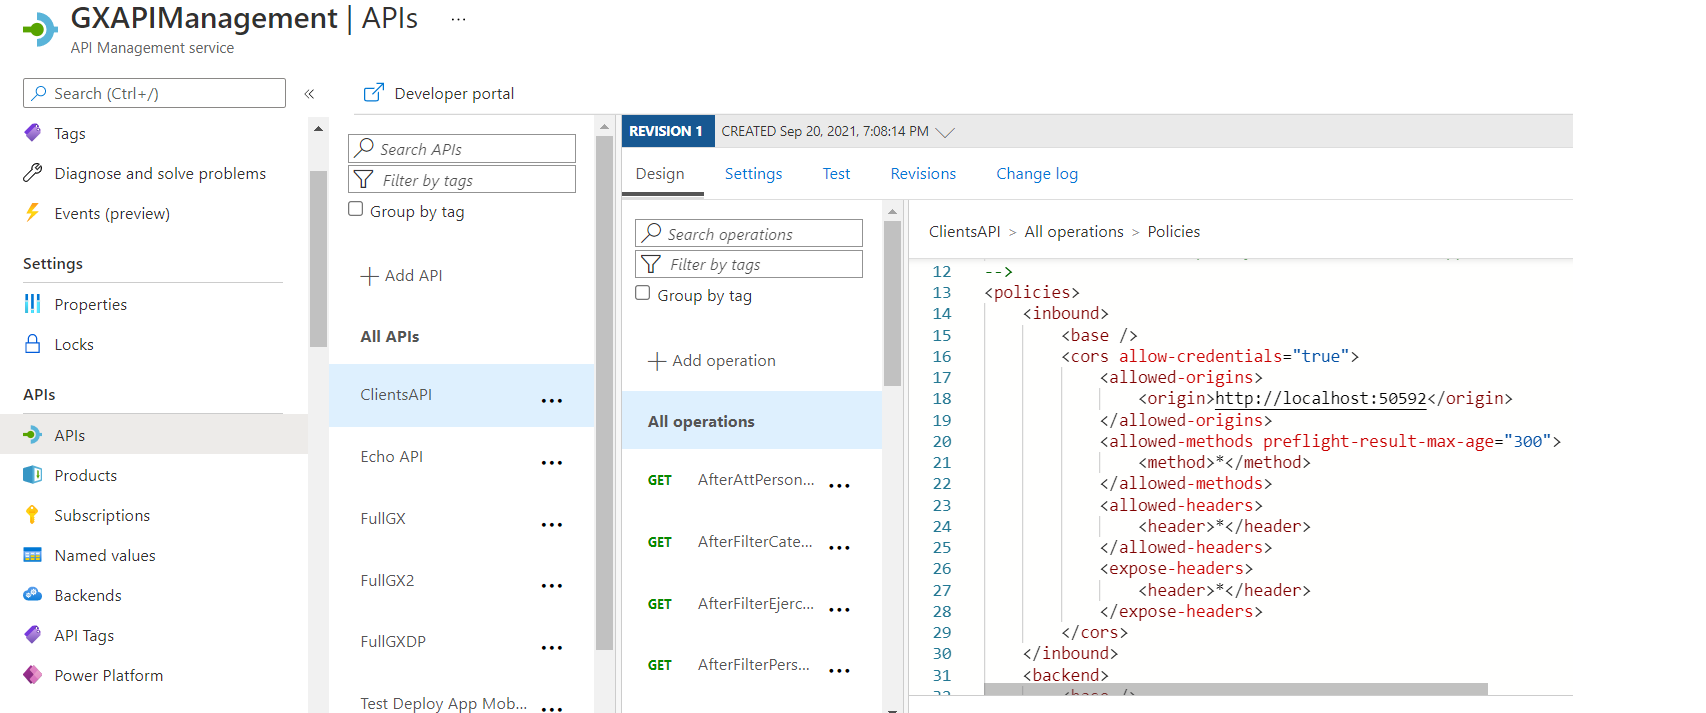 GXAPIManagement | APIs ...
API Management service
Search (Ctrl+/)
«
Tags
Diagnose and solve problems
Events (preview)
Settings
Properties
Locks
APIs
APIs
Products
Subscriptions
Named values
Backends
API Tags
Power Platform
Developer portal
Search APIs
Filter by tags
Group by tag
Add API
All APIs
ClientsAPI ...
Echo API ...
FullGX ...
FullGX2 ...
FullGXDP ...
Test Deploy App Mob... ...
REVISION 1 CREATED Sep 20, 2021, 7:08:14 PM
Design Settings Test Revisions Change log
Search operations
Filter by tags
Group by tag
Add operation
All operations
GET AfterAttPerson... ...
GET AfterFilterCate... ...
GET AfterFilterEjerc... ...
GET AfterFilterPers... ...
ClientsAPI > All operations > Policies
12 -->
13 <policies>
14 <inbound>
15 <base />
16 <cors allow-credentials="true">
17 <allowed-origins>
18 <origin>http://localhost:50592</origin>
19 </allowed-origins>
20 <allowed-methods preflight-result-max-age="300">
21 <method>*</method>
22 </allowed-methods>
23 <allowed-headers>
24 <header>*</header>
25 </allowed-headers>
26 <expose-headers>
27 <header>*</header>
28 </expose-headers>
29 </cors>
30 </inbound>
31 <backend>
32 <base />